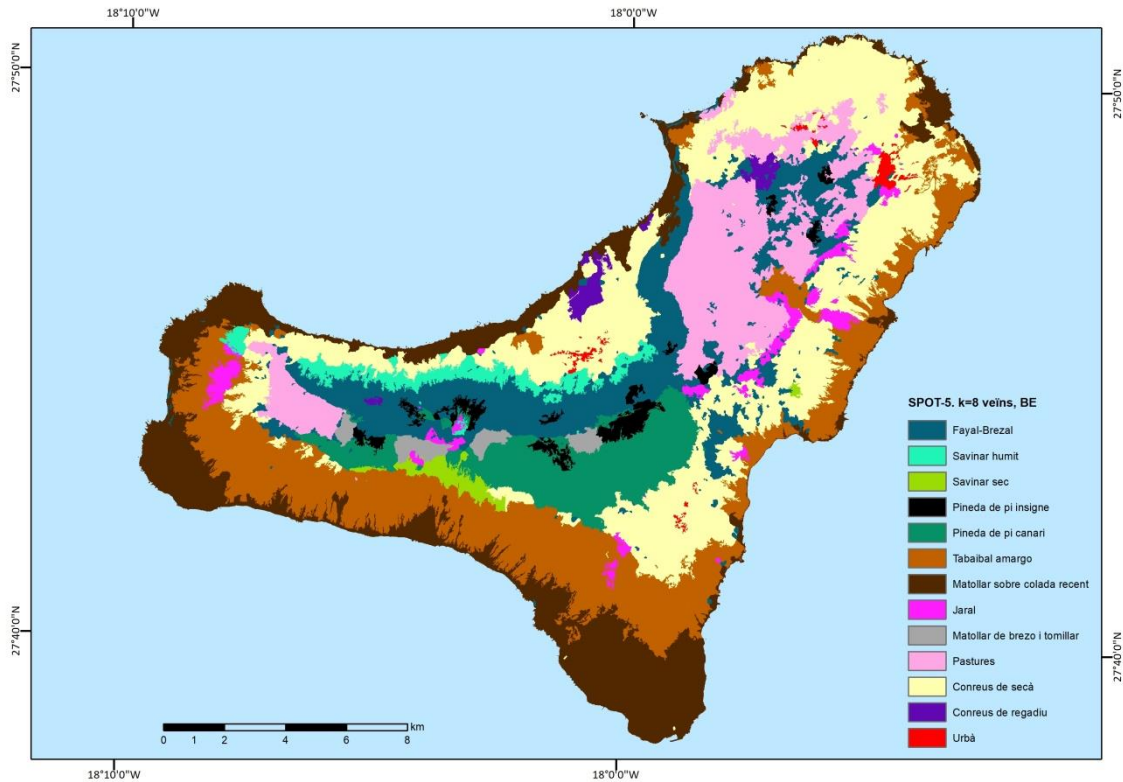 18°10'0"W
18°0'0"W
27°50'0"N
27°50'0"N
SPOT-5. k=8 veïns, BE
Fayal-Brezal
Savinar humit
Savinar sec
Pineda de pi insigne
Pineda de pi canari
Tabaibal amargo
Matollar sobre colada recent
Jaral
Matollar de brezo i tomillar
Pastures
Conreus de secà
Conreus de regadiu
Urbà
27°40'0"N
27°40'0"N
km
0 1 2 4 6 8
18°10'0"W
18°0'0"W